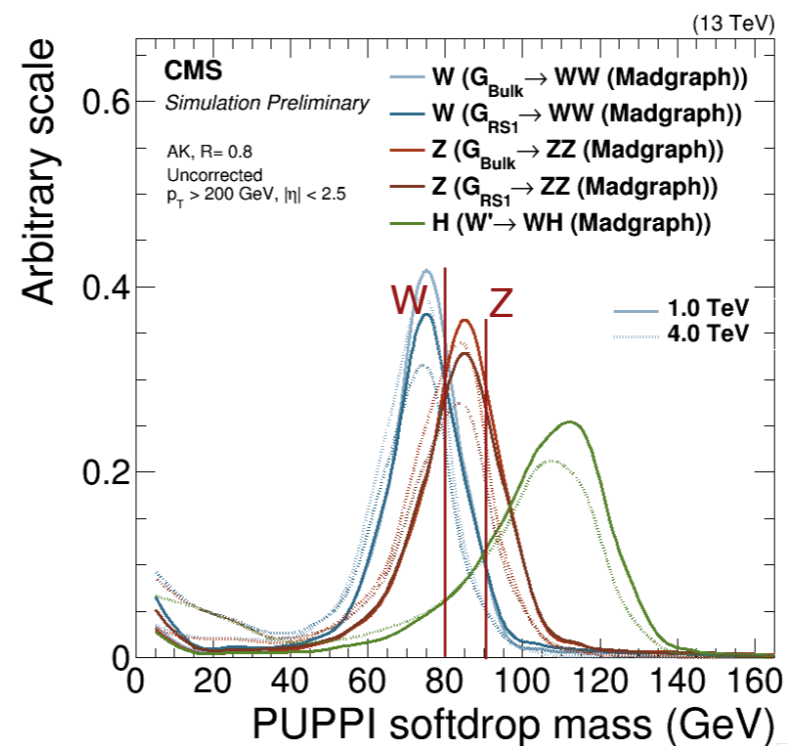 (13 TeV)
CMS
Simulation Preliminary
AK, R= 0.8
Uncorrected
p_T > 200 GeV, |η| < 2.5
W (G_Bulk → WW (Madgraph))
W (G_RS1 → WW (Madgraph))
Z (G_Bulk → ZZ (Madgraph))
Z (G_RS1 → ZZ (Madgraph))
H (W'→ WH (Madgraph))
1.0 TeV
4.0 TeV
W
Z
Arbitrary scale
0.6
0.4
0.2
0
0 20 40 60 80 100 120 140 160
PUPPI softdrop mass (GeV)